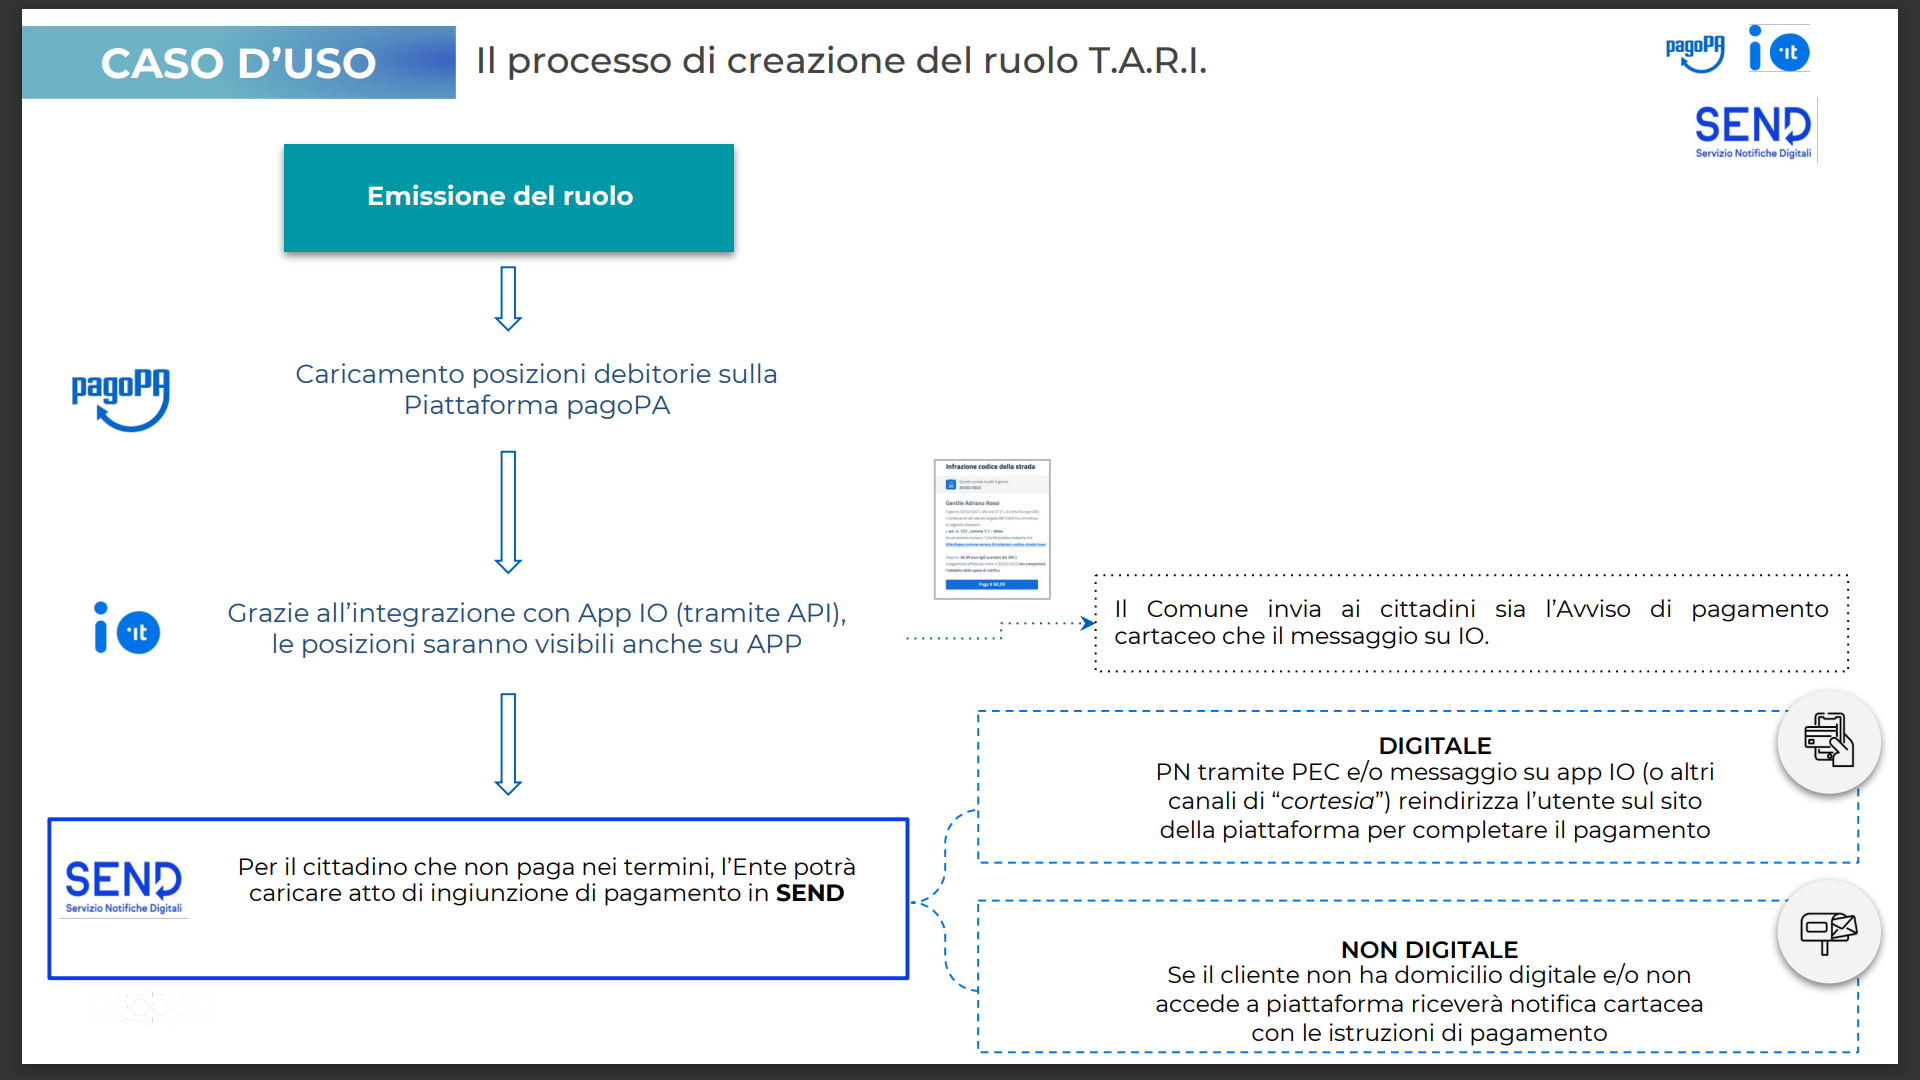 CASO D’USO
Il processo di creazione del ruolo T.A.R.I.
pagoPA
io
·it
SEND
Servizio Notifiche Digitali
Emissione del ruolo
pagoPA
Caricamento posizioni debitorie sulla
Piattaforma pagoPA
Infrazione codice della strada
Gentile Adriano Rossi
io
·it
Grazie all’integrazione con App IO (tramite API),
le posizioni saranno visibili anche su APP
Il Comune invia ai cittadini sia l’Avviso di pagamento
cartaceo che il messaggio su IO.
DIGITALE
PN tramite PEC e/o messaggio su app IO (o altri
canali di “cortesia”) reindirizza l’utente sul sito
della piattaforma per completare il pagamento
SEND
Servizio Notifiche Digitali
Per il cittadino che non paga nei termini, l’Ente potrà
caricare atto di ingiunzione di pagamento in SEND
NON DIGITALE
Se il cliente non ha domicilio digitale e/o non
accede a piattaforma riceverà notifica cartacea
con le istruzioni di pagamento